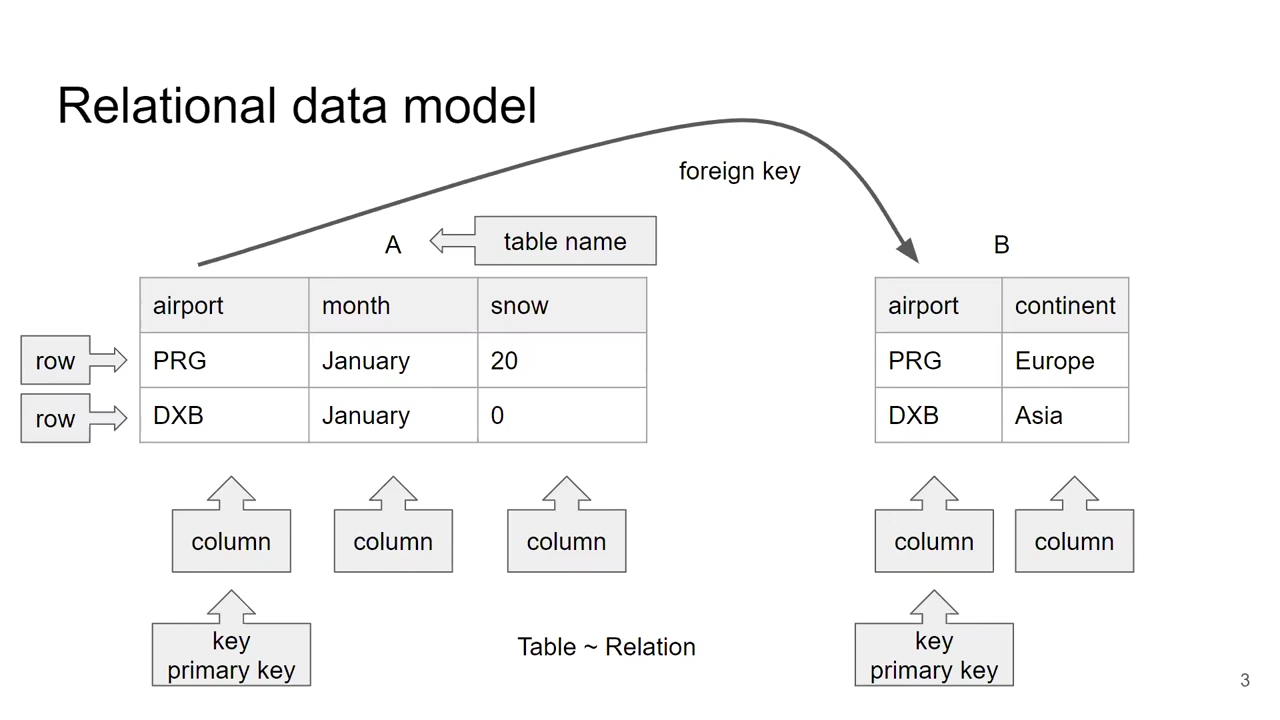 Relational data model
foreign key
A
table name
B
airport month snow
airport continent
row
PRG January 20
PRG Europe
row
DXB January 0
DXB Asia
column
column
column
column
column
key
primary key
Table ~ Relation
key
primary key
3